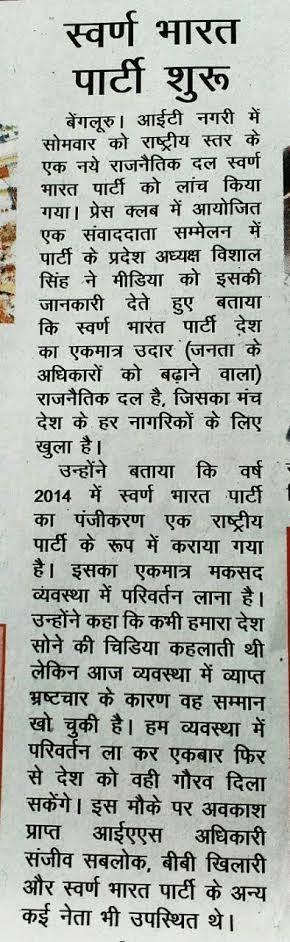 स्वर्ण भारत
पार्टी शुरू
बेंगलूरु। आईटी नगरी में
सोमवार को राष्ट्रीय स्तर के
एक नये राजनैतिक दल स्वर्ण
भारत पार्टी को लांच किया
गया। प्रेस क्लब में आयोजित
एक संवाददाता सम्मेलन में
पार्टी के प्रदेश अध्यक्ष विशाल
सिंह ने मीडिया को इसकी
जानकारी देते हुए बताया
कि स्वर्ण भारत पार्टी देश
का एकमात्र उदार (जनता के
अधिकारों को बढ़ाने वाला)
राजनैतिक दल है, जिसका मंच
देश के हर नागरिकों के लिए
खुला है।
उन्होंने बताया कि वर्ष
2014 में स्वर्ण भारत पार्टी
का पंजीकरण एक राष्ट्रीय
पार्टी के रूप में कराया गया
है। इसका एकमात्र मकसद
व्यवस्था में परिवर्तन लाना है।
उन्होंने कहा कि कभी हमारा देश
सोने की चिडिया कहलाती थी
लेकिन आज व्यवस्था में व्याप्त
भ्रष्टचार के कारण वह सम्मान
खो चुकी है। हम व्यवस्था में
परिवर्तन ला कर एकबार फिर
से देश को वही गौरव दिला
सकेंगे। इस मौके पर अवकाश
प्राप्त आईएएस अधिकारी
संजीव सबलोक, बीबी खिलारी
और स्वर्ण भारत पार्टी के अन्य
कई नेता भी उपस्थित थे।